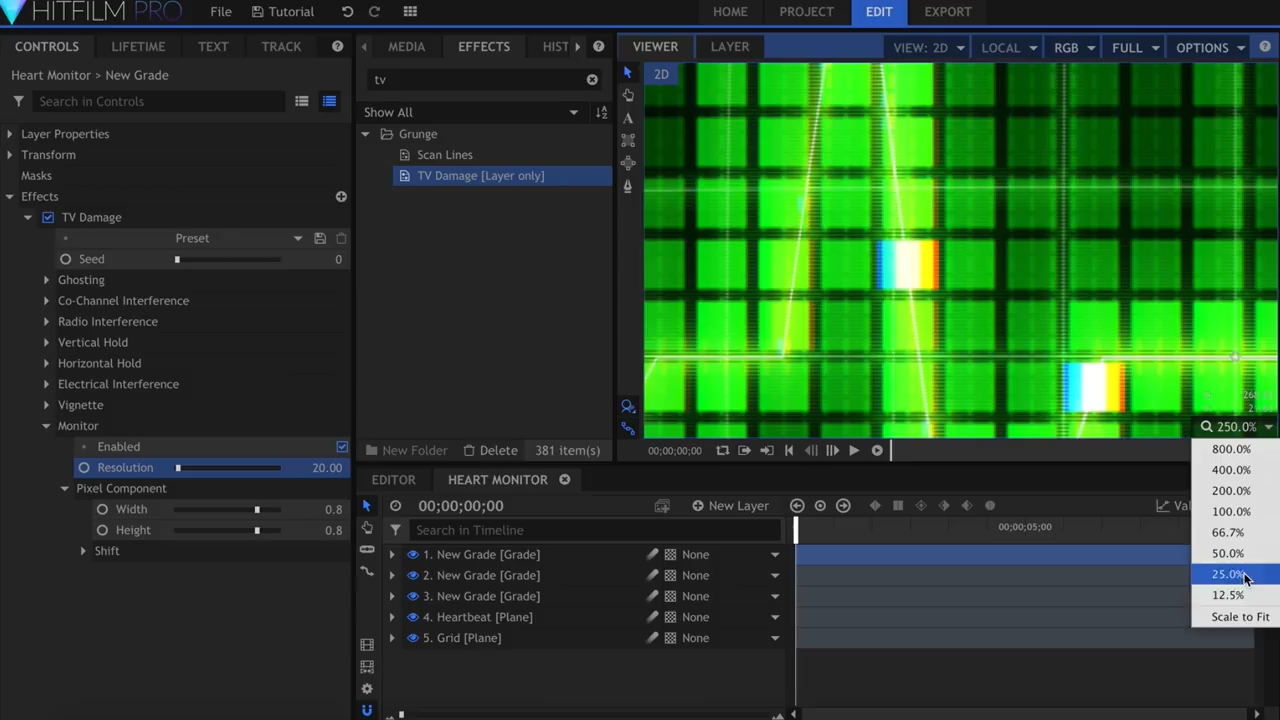 HITFILM PRO File Tutorial HOME PROJECT EDIT EXPORT
CONTROLS LIFETIME TEXT TRACK
Heart Monitor > New Grade
Search in Controls
Layer Properties
Transform
Masks
Effects
TV Damage
Preset
Seed 0
Ghosting
Co-Channel Interference
Radio Interference
Vertical Hold
Horizontal Hold
Electrical Interference
Vignette
Monitor
Enabled
Resolution 20.00
Pixel Component
Width 0.8
Height 0.8
Shift
MEDIA EFFECTS HIST
tv
Show All
Grunge
Scan Lines
TV Damage [Layer only]
New Folder Delete 381 item(s)
VIEWER LAYER VIEW: 2D LOCAL RGB FULL OPTIONS
2D
250.0%
00;00;00;00
800.0%
400.0%
200.0%
100.0%
66.7%
50.0%
25.0%
12.5%
Scale to Fit
EDITOR HEART MONITOR
00;00;00;00 New Layer
Search in Timeline 00;00;05;00
1. New Grade [Grade] None
2. New Grade [Grade] None
3. New Grade [Grade] None
4. Heartbeat [Plane] None
5. Grid [Plane] None